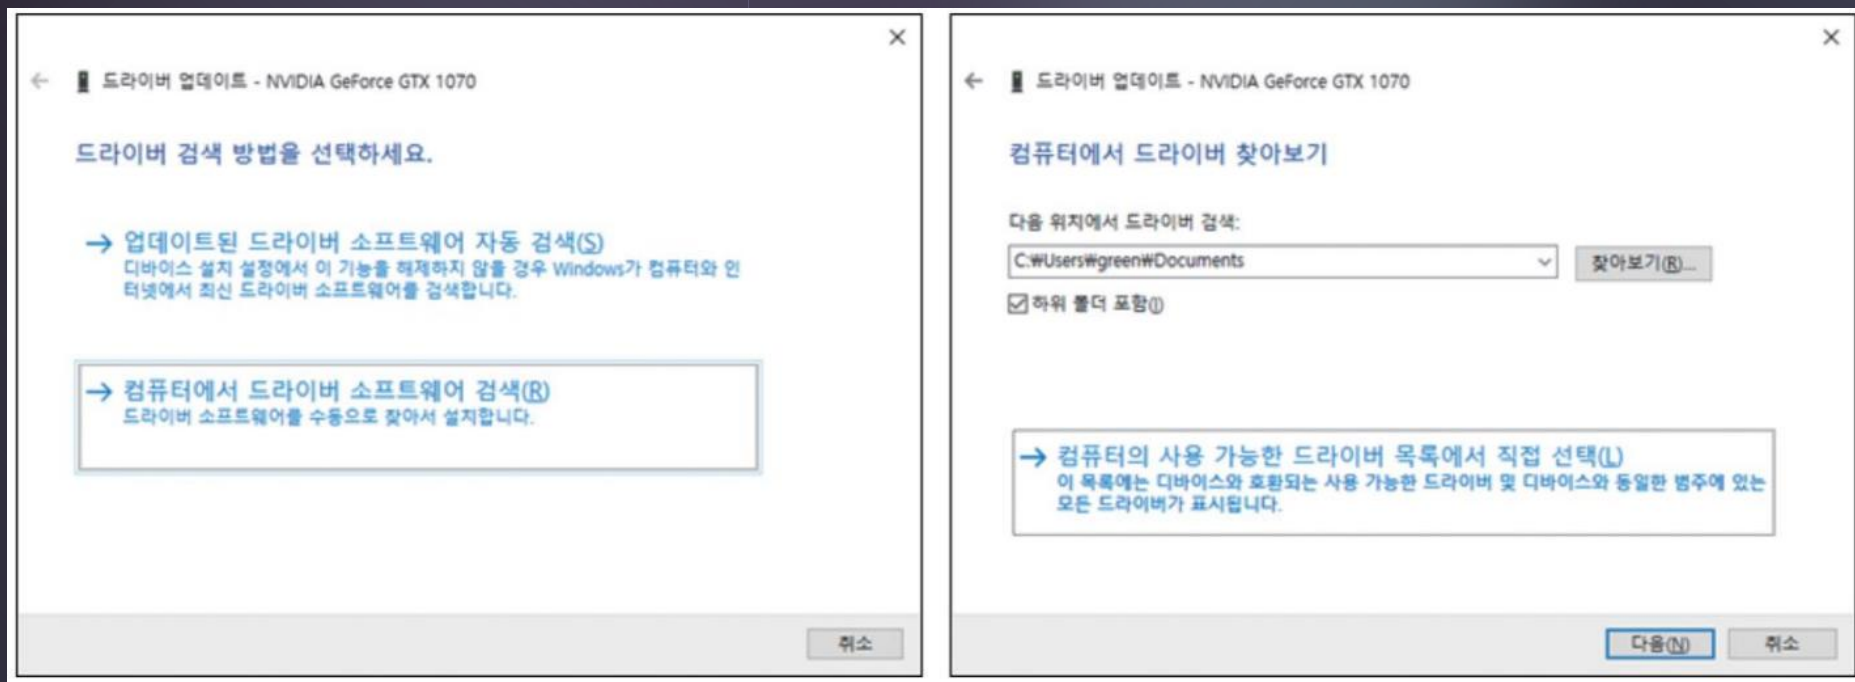 드라이버 업데이트 - NVIDIA GeForce GTX 1070
드라이버 검색 방법을 선택하세요.
→ 업데이트된 드라이버 소프트웨어 자동 검색(S)
디바이스 설치 설정에서 이 기능을 해제하지 않을 경우 Windows가 컴퓨터와 인
터넷에서 최신 드라이버 소프트웨어를 검색합니다.
→ 컴퓨터에서 드라이버 소프트웨어 검색(R)
드라이버 소프트웨어를 수동으로 찾아서 설치합니다.
취소
드라이버 업데이트 - NVIDIA GeForce GTX 1070
컴퓨터에서 드라이버 찾아보기
다음 위치에서 드라이버 검색:
C:₩Users₩green₩Documents
찾아보기(R)...
하위 폴더 포함(I)
→ 컴퓨터의 사용 가능한 드라이버 목록에서 직접 선택(L)
이 목록에는 디바이스와 호환되는 사용 가능한 드라이버 및 디바이스와 동일한 범주에 있는
모든 드라이버가 표시됩니다.
다음(N)
취소